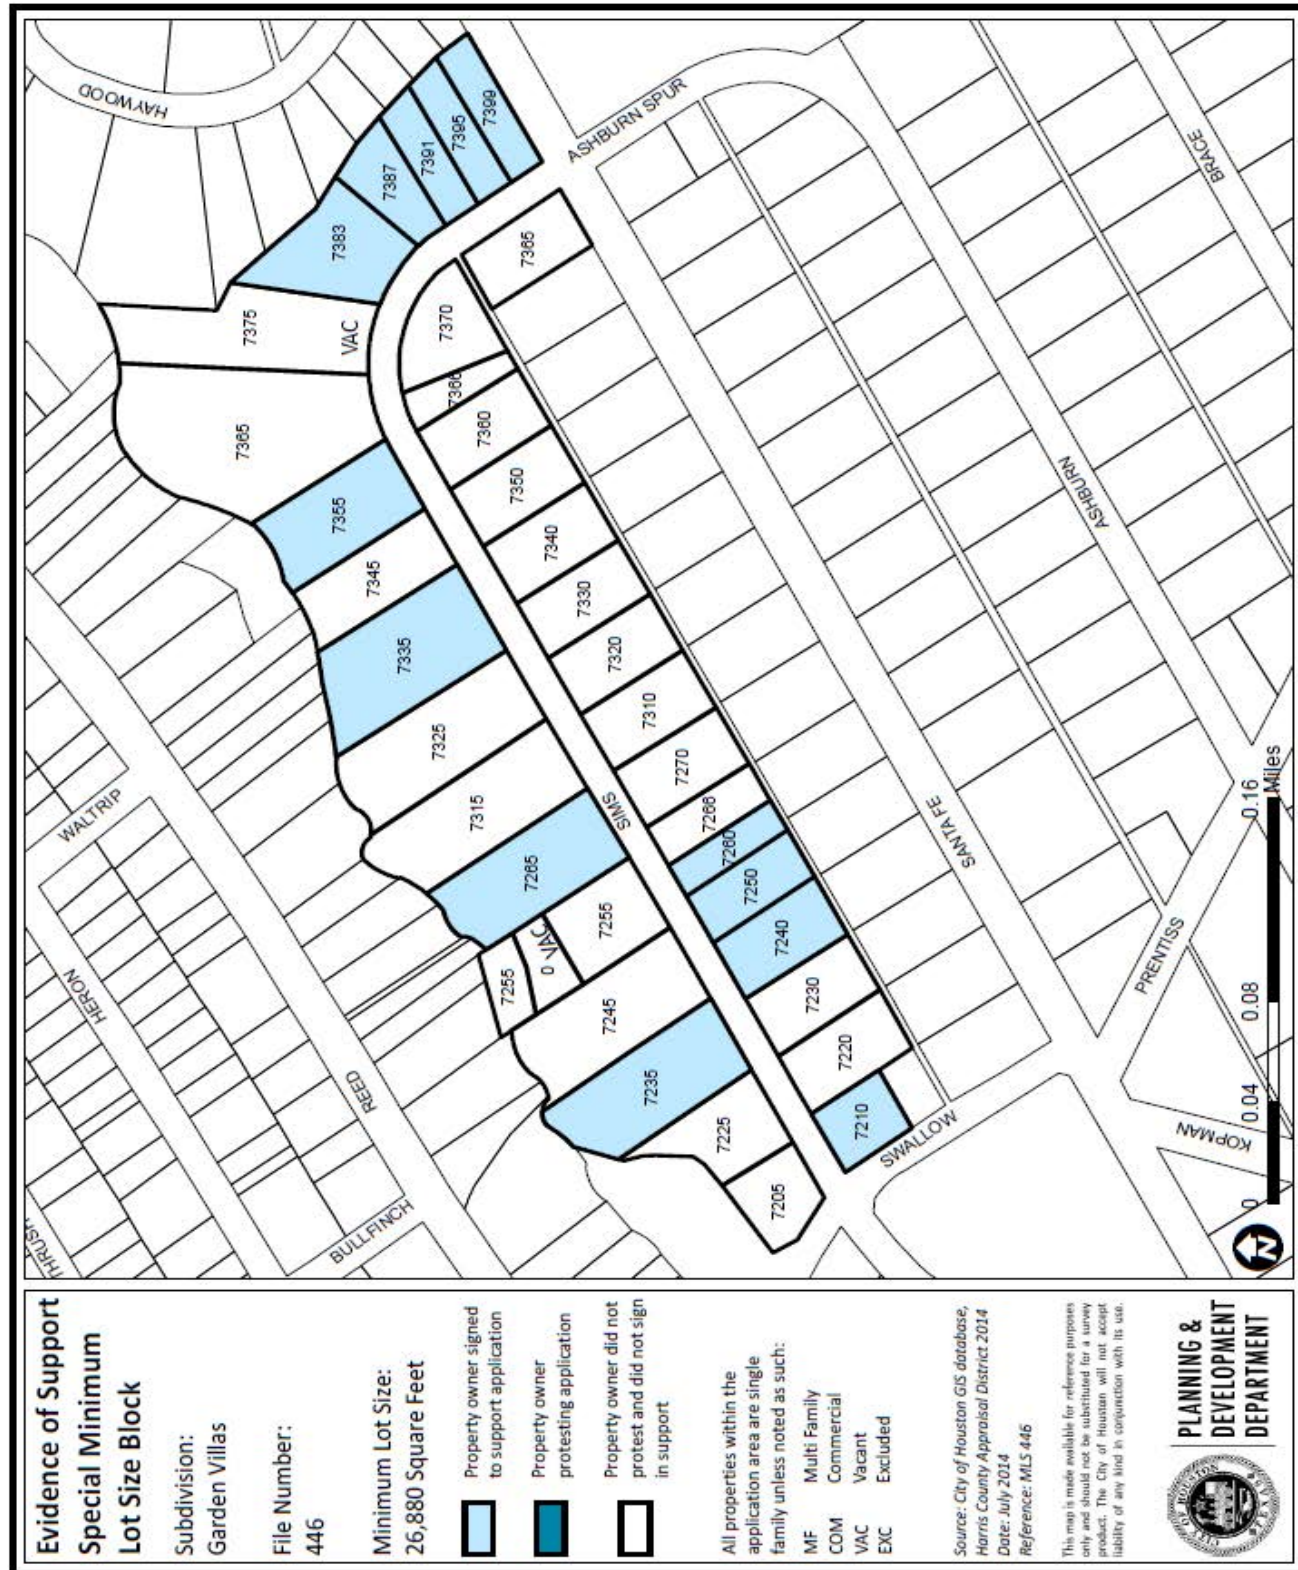 Evidence of Support
Special Minimum
Lot Size Block
Subdivision:
Garden Villas
File Number:
446
Minimum Lot Size:
26,880 Square Feet
Property owner signed
to support application
Property owner
protesting application
Property owner did not
protest and did not sign
in support
All properties within the
application area are single
family unless noted as such:
MF Multi Family
COM Commercial
VAC Vacant
EXC Excluded
Source: City of Houston GIS database,
Harris County Appraisal District 2014
Date: July 2014
Reference: MLS 446
This map is made available for reference purposes
only and should not be substituted for a survey
product. The City of Houston will not accept
liability of any kind in conjunction with its use.
CITY OF HOUSTON
TEXAS
PLANNING &
DEVELOPMENT
DEPARTMENT
THRUSH
HERON
WALTRIP
HAYWOOD
BULLFINCH
REED
7205
7225
7235
7245
7255
0 VAC
7255
7265
7315
7325
7335
7345
7355
7365
7375
VAC
7383
7387
7391
7395
7399
SIMS
7210
7220
7230
7240
7250
7260
7266
7270
7310
7320
7330
7340
7350
7360
7366
7370
7365
ASHBURN SPUR
SWALLOW
SANTA FE
ASHBURN
BRACE
PRENTISS
KOPMAN
N
0 0.04 0.08 0.16
Miles